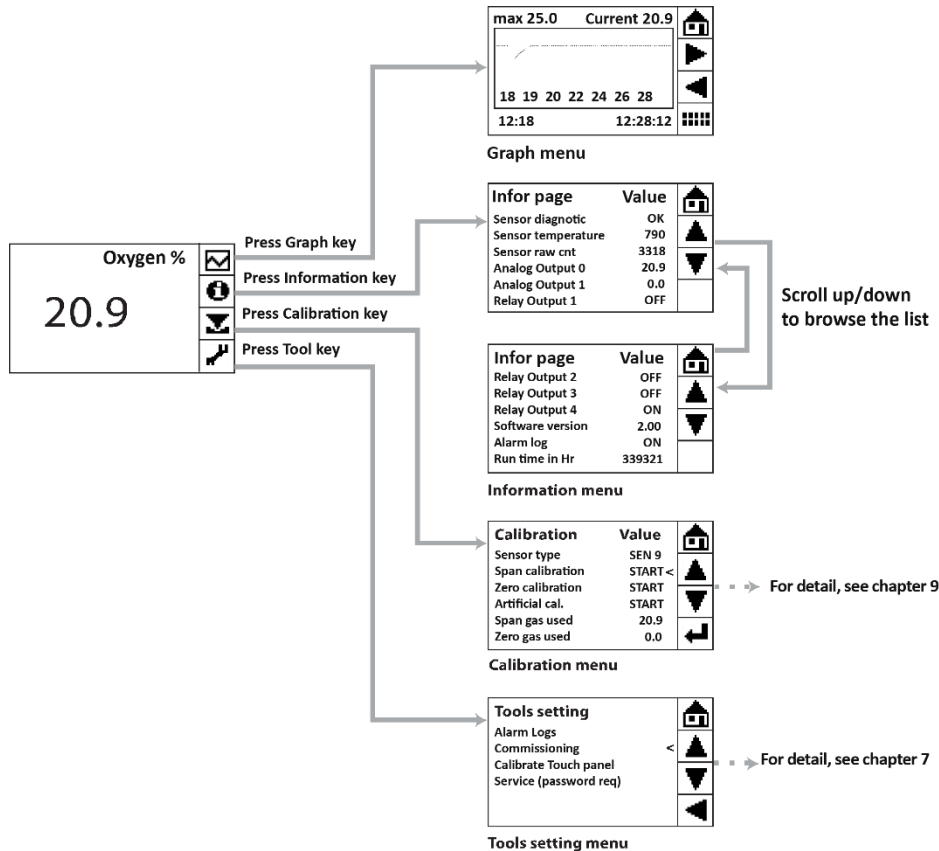 max 25.0 Current 20.9
18 19 20 22 24 26 28
12:18 12:28:12
Graph menu
Oxygen %
20.9
Press Graph key
Press Information key
Press Calibration key
Press Tool key
Infor page Value
Sensor diagnotic OK
Sensor temperature 790
Sensor raw cnt 3318
Analog Output 0 20.9
Analog Output 1 0.0
Relay Output 1 OFF
Scroll up/down
to browse the list
Infor page Value
Relay Output 2 OFF
Relay Output 3 OFF
Relay Output 4 ON
Software version 2.00
Alarm log ON
Run time in Hr 339321
Information menu
Calibration Value
Sensor type SEN 9
Span calibration START <
Zero calibration START
Artificial cal. START
Span gas used 20.9
Zero gas used 0.0
Calibration menu
For detail, see chapter 9
Tools setting
Alarm Logs
Commissioning <
Calibrate Touch panel
Service (password req)
Tools setting menu
For detail, see chapter 7